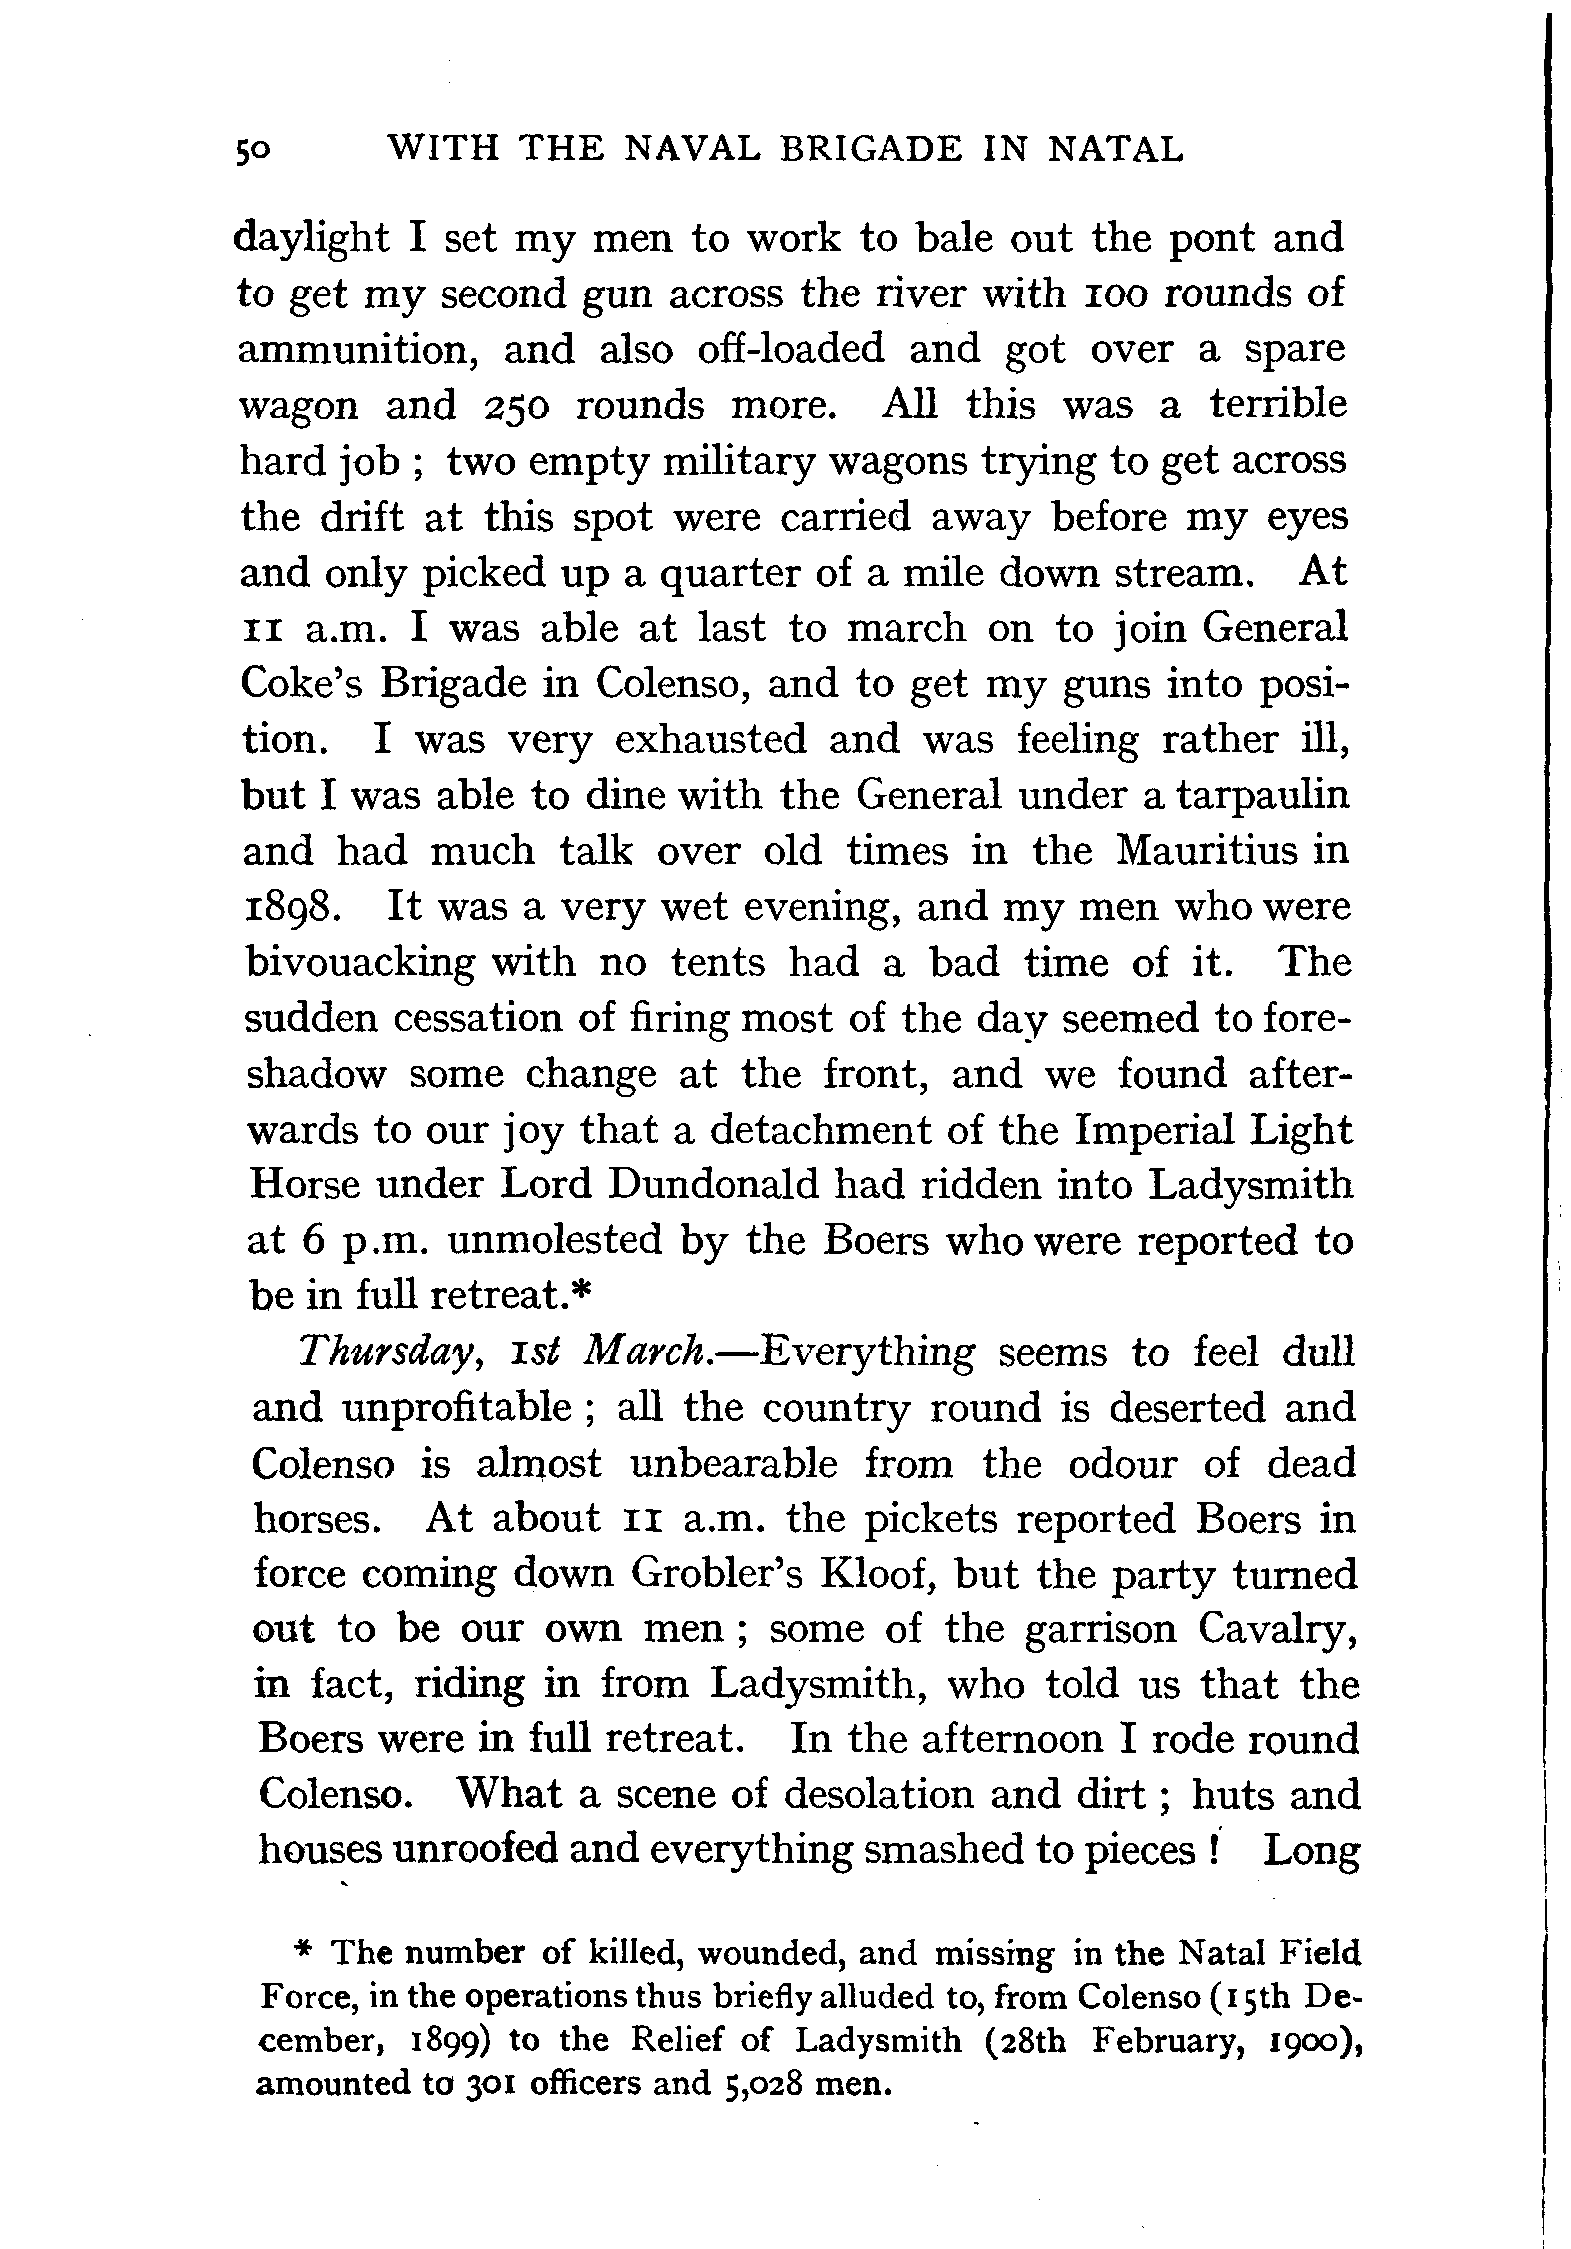 50 WITH THE NAVAL BRIGADE IN NATAL
daylight I set my men to work to bale out the pont and
to get my second gun across the river with 100 rounds of
ammunition, and also off-loaded and got over a spare
wagon and 250 rounds more. All this was a terrible
hard job ; two empty military wagons trying to get across
the drift at this spot were carried away before my eyes
and only picked up a quarter of a mile down stream. At
11 a.m. I was able at last to march on to join General
Coke's Brigade in Colenso, and to get my guns into posi-
tion. I was very exhausted and was feeling rather ill,
but I was able to dine with the General under a tarpaulin
and had much talk over old times in the Mauritius in
1898. It was a very wet evening, and my men who were
bivouacking with no tents had a bad time of it. The
sudden cessation of firing most of the day seemed to fore-
shadow some change at the front, and we found after-
wards to our joy that a detachment of the Imperial Light
Horse under Lord Dundonald had ridden into Ladysmith
at 6 p.m. unmolested by the Boers who were reported to
be in full retreat.*
Thursday, 1st March.—Everything seems to feel dull
and unprofitable ; all the country round is deserted and
Colenso is almost unbearable from the odour of dead
horses. At about 11 a.m. the pickets reported Boers in
force coming down Grobler's Kloof, but the party turned
out to be our own men ; some of the garrison Cavalry,
in fact, riding in from Ladysmith, who told us that the
Boers were in full retreat. In the afternoon I rode round
Colenso. What a scene of desolation and dirt ; huts and
houses unroofed and everything smashed to pieces ! Long
* The number of killed, wounded, and missing in the Natal Field
Force, in the operations thus briefly alluded to, from Colenso (15th De-
cember, 1899) to the Relief of Ladysmith (28th February, 1900),
amounted to 301 officers and 5,028 men.